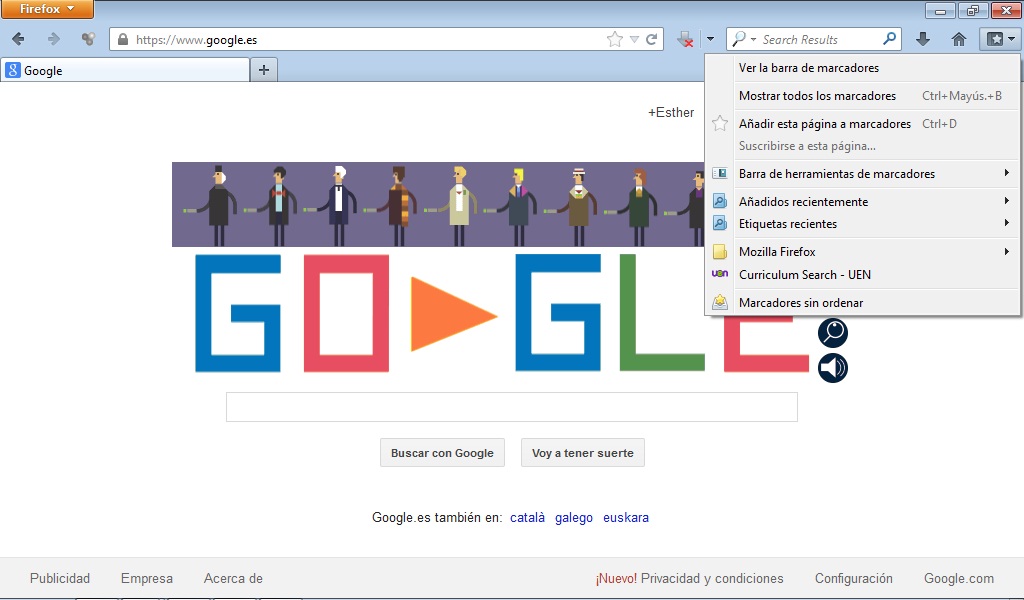 Firefox
https://www.google.es
Search Results
Google
Ver la barra de marcadores
Mostrar todos los marcadores Ctrl+Mayús.+B
Añadir esta página a marcadores Ctrl+D
Suscribirse a esta página...
Barra de herramientas de marcadores
Añadidos recientemente
Etiquetas recientes
Mozilla Firefox
uen Curriculum Search - UEN
Marcadores sin ordenar
+Esther
GO GLE
Buscar con Google Voy a tener suerte
Google.es también en: català galego euskara
Publicidad Empresa Acerca de ¡Nuevo! Privacidad y condiciones Configuración Google.com